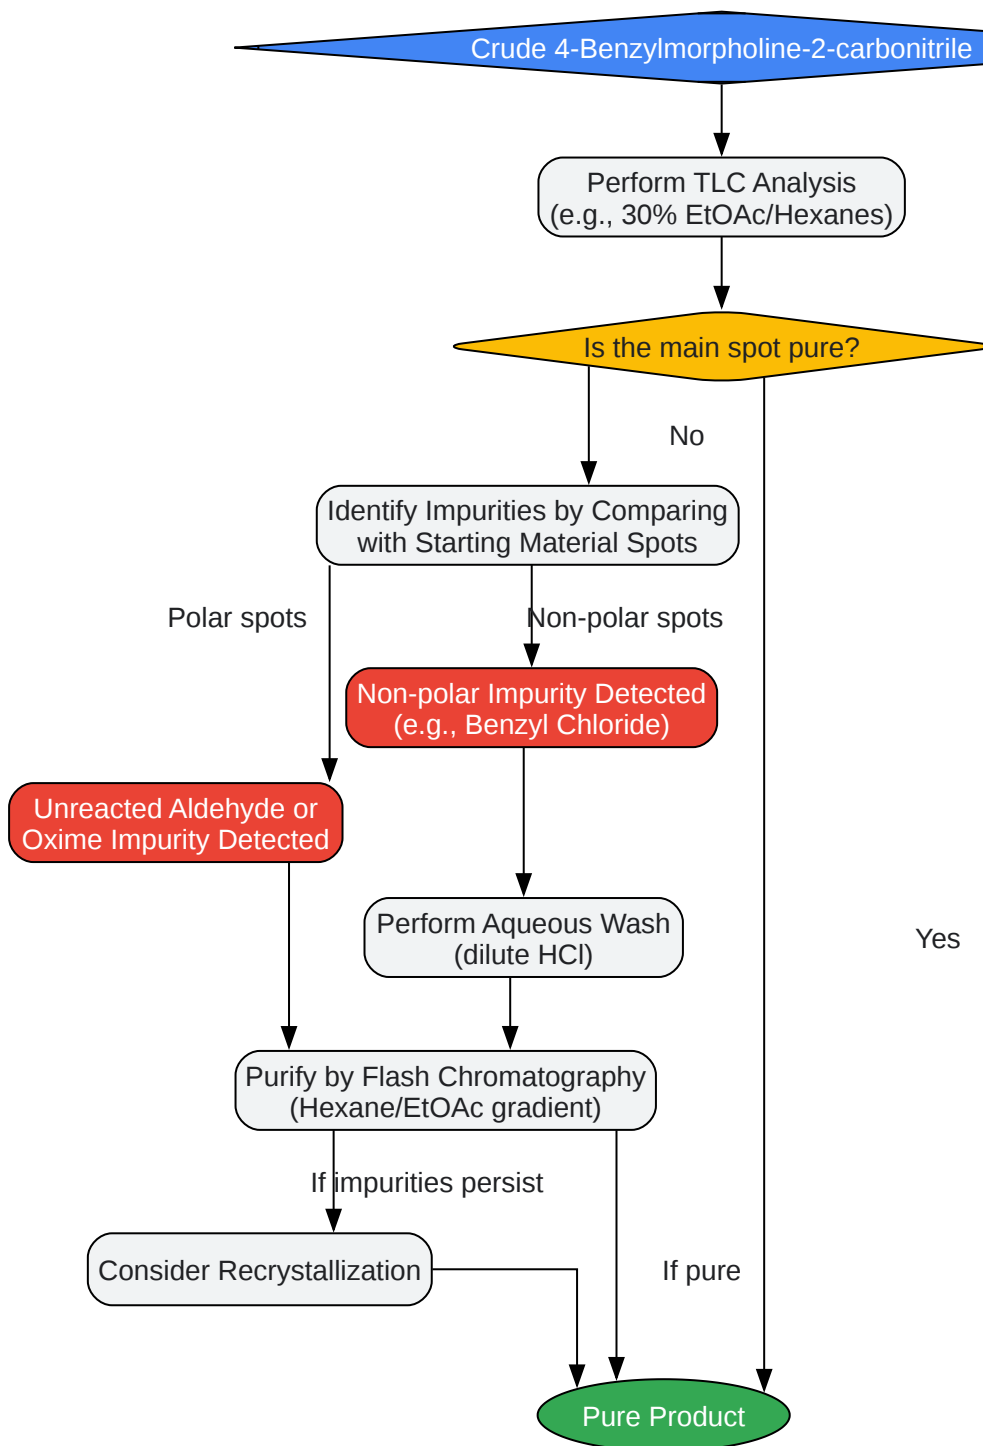 Crude 4-Benzylmorpholine-2-carbonitrile
Perform TLC Analysis
(e.g., 30% EtOAc/Hexanes)
Is the main spot pure?
No
Identify Impurities by Comparing
with Starting Material Spots
Polar spots
Non-polar spots
Non-polar Impurity Detected
(e.g., Benzyl Chloride)
Unreacted Aldehyde or
Oxime Impurity Detected
Perform Aqueous Wash
(dilute HCl)
Yes
Purify by Flash Chromatography
(Hexane/EtOAc gradient)
If impurities persist
Consider Recrystallization
If pure
Pure Product